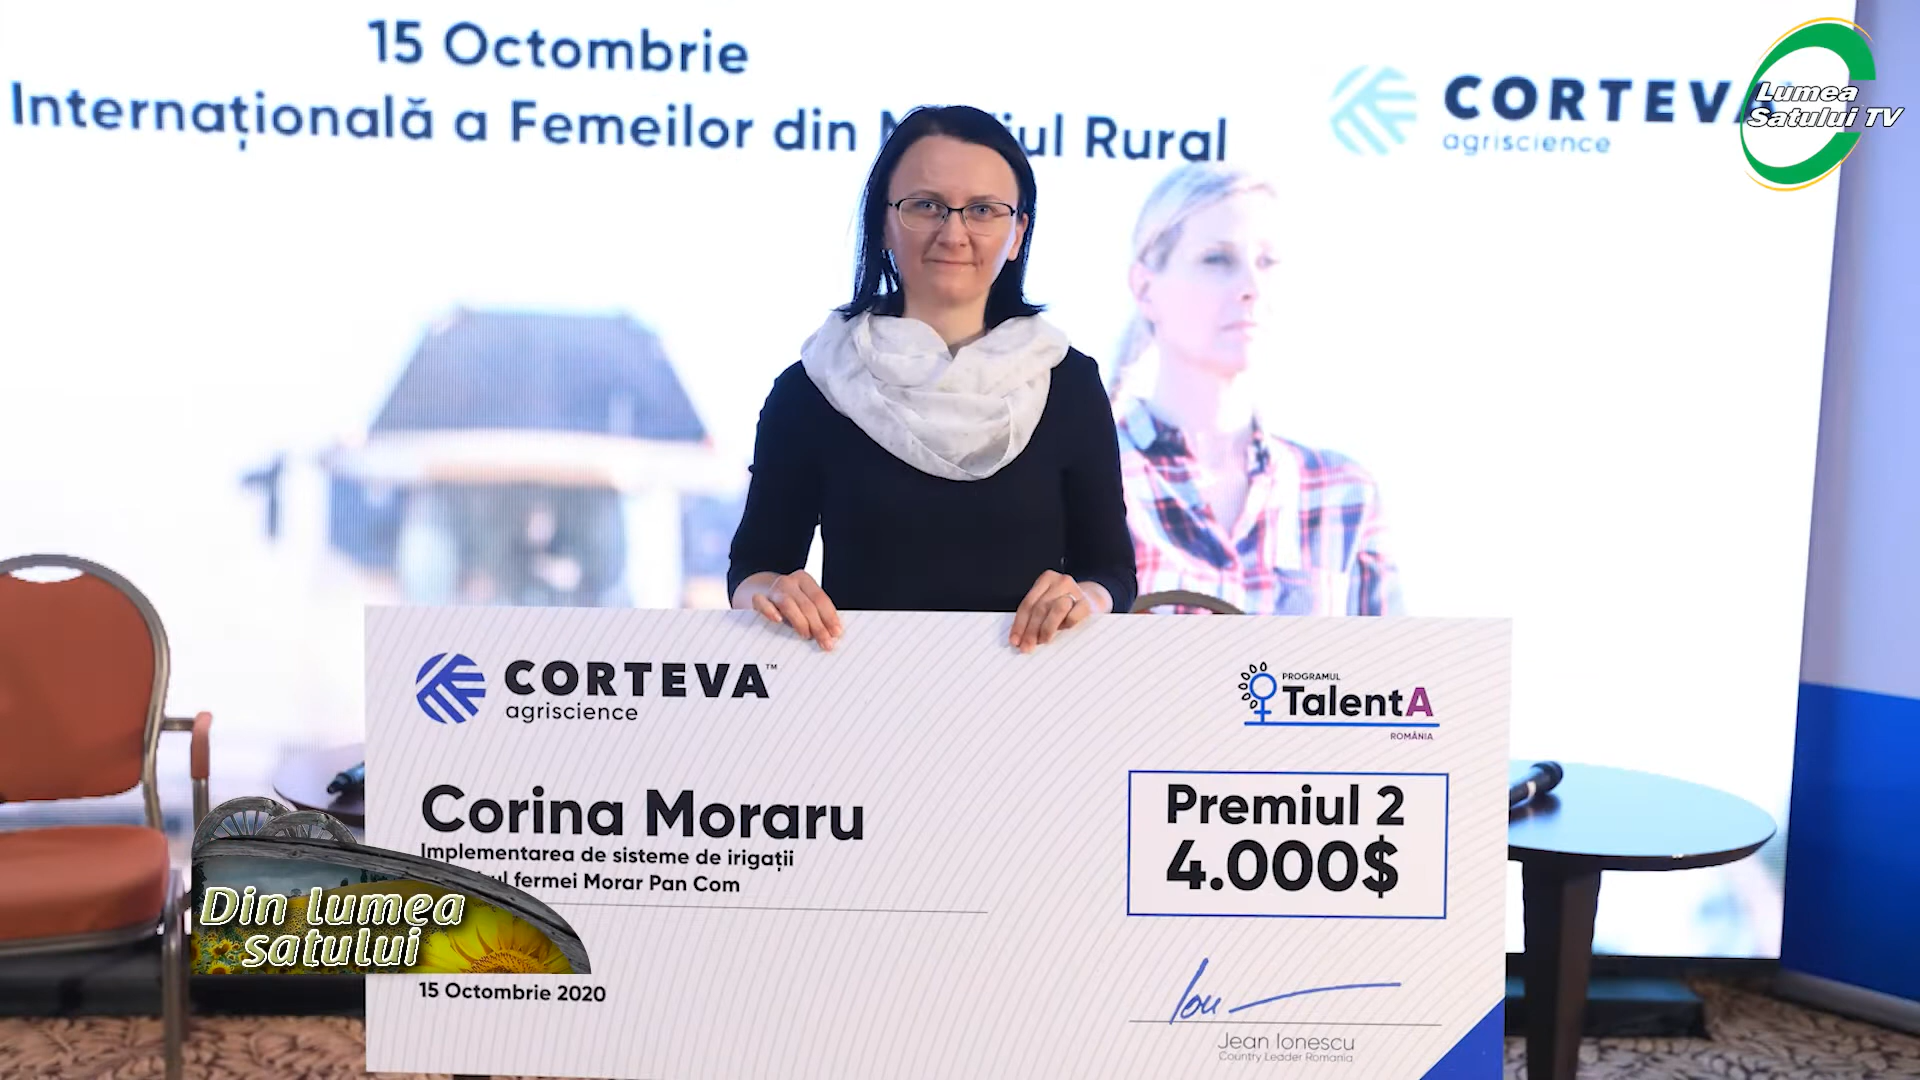 15 Octombrie
Internațională a Femeilor din Rural
CORTEVA
agriscience
Lumea
Satului TV
CORTEVA™
agriscience
PROGRAMUL
TalentA
ROMÂNIA
Corina Moraru
Implementarea de sisteme de irigații
fermei Morar Pan Com
Premiul 2
4.000$
Din lumea
satului
15 Octombrie 2020
Jean Ionescu
Country Leader Romania